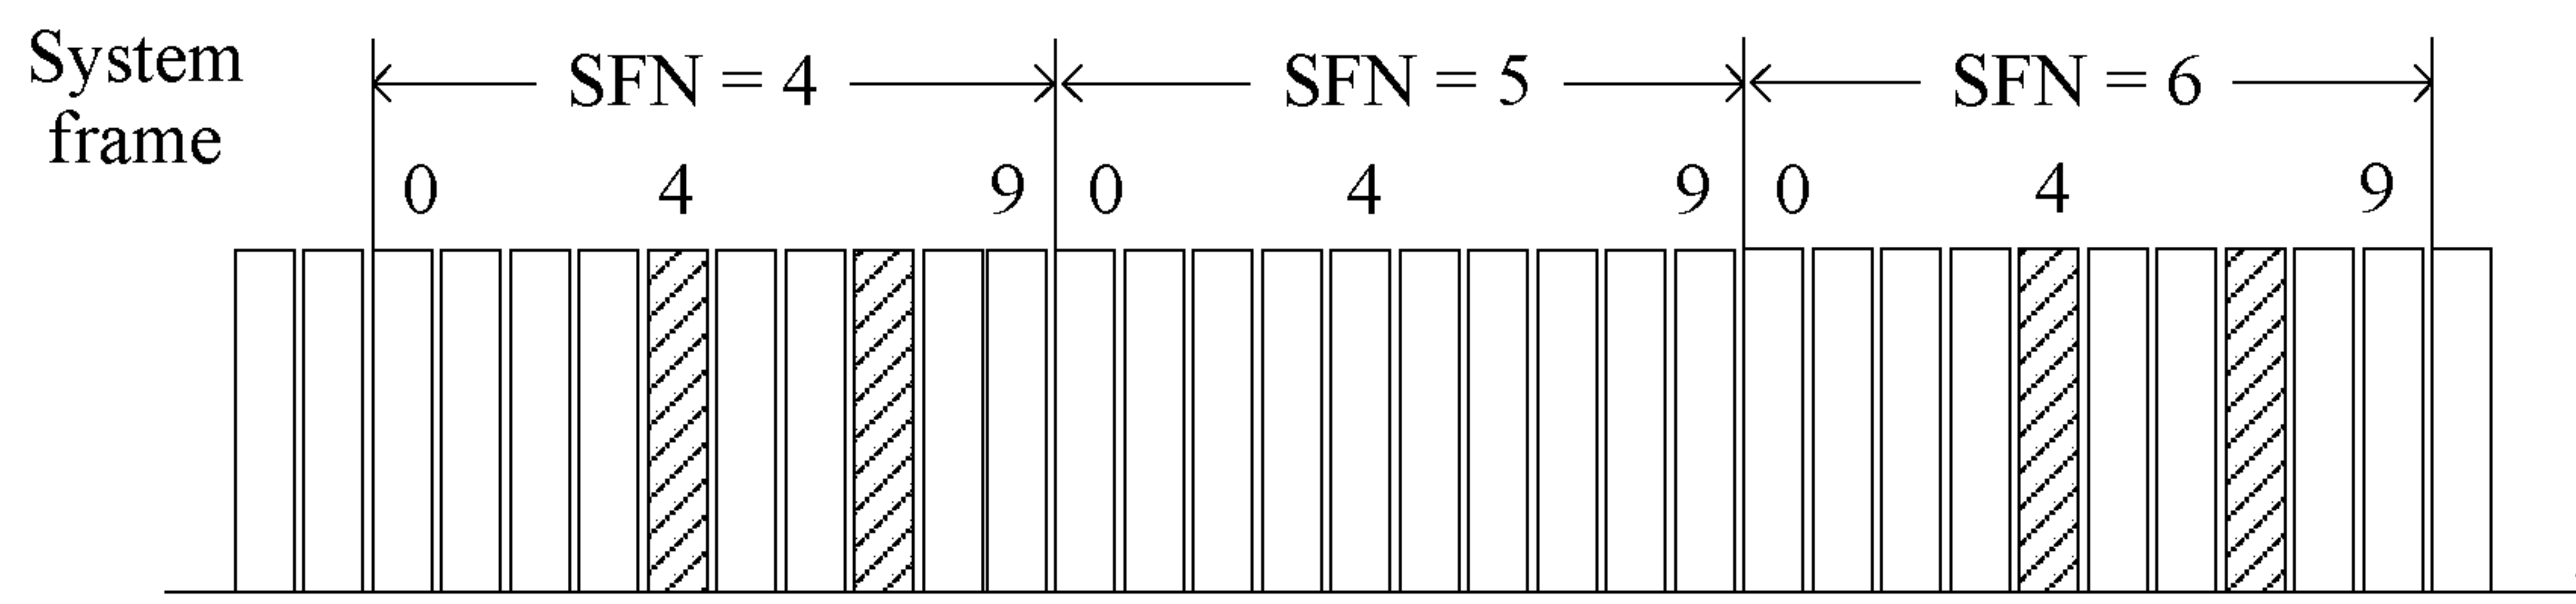 System
frame
SFN = 4
SFN = 5
SFN = 6
0 4 9 0 4 9 0 4 9